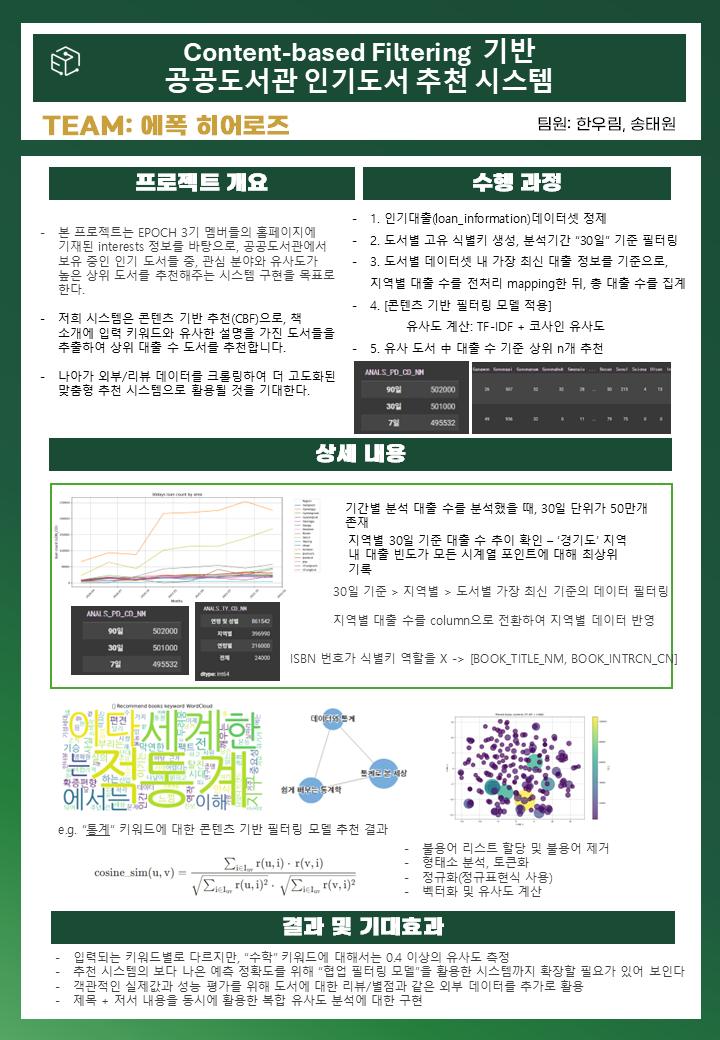 Content-based Filtering 기반
공공도서관 인기도서 추천 시스템
TEAM: 에폭 히어로즈
팀원: 한우림, 송태원
프로젝트 개요
- 본 프로젝트는 EPOCH 3기 멤버들의 홈페이지에
기재된 interests 정보를 바탕으로, 공공도서관에서
보유 중인 인기 도서들 중, 관심 분야와 유사도가
높은 상위 도서를 추천해주는 시스템 구현을 목표로
한다.
- 저희 시스템은 콘텐츠 기반 추천(CBF)으로, 책
소개에 입력 키워드와 유사한 설명을 가진 도서들을
추출하여 상위 대출 수 도서를 추천합니다.
- 나아가 외부/리뷰 데이터를 크롤링하여 더 고도화된
맞춤형 추천 시스템으로 활용될 것을 기대한다.
수행 과정
- 1. 인기대출(loan_information)데이터셋 정제
- 2. 도서별 고유 식별키 생성, 분석기간 “30일” 기준 필터링
- 3. 도서별 데이터셋 내 가장 최신 대출 정보를 기준으로,
지역별 대출 수를 전처리 mapping한 뒤, 총 대출 수를 집계
- 4. [콘텐츠 기반 필터링 모델 적용]
유사도 계산: TF-IDF + 코사인 유사도
- 5. 유사 도서 中 대출 수 기준 상위 n개 추천
ANALS_PD_CD_NM
90일 502000
30일 501000
7일 495532
상세 내용
30days loan count by area
Months
기간별 분석 대출 수를 분석했을 때, 30일 단위가 50만개
존재
지역별 30일 기준 대출 수 추이 확인 – ‘경기도’ 지역
내 대출 빈도가 모든 시계열 포인트에 대해 최상위
기록
30일 기준 > 지역별 > 도서별 가장 최신 기준의 데이터 필터링
지역별 대출 수를 column으로 전환하여 지역별 데이터 반영
ISBN 번호가 식별키 역할을 X -> [BOOK_TITLE_NM, BOOK_INTRCN_CN]
ANALS_PD_CD_NM
90일 502000
30일 501000
7일 495532
ANALS_TY_CD_NM
연령 및 성별 861542
지역별 396990
연령별 216000
전체 24000
dtype: int64
Recommend books keyword WordCloud
데이터와 통계
통계로 본 세상
쉽게 배우는 통계학
e.g. “통계” 키워드에 대한 콘텐츠 기반 필터링 모델 추천 결과
cosine_sim(u, v) = ∑i∈Iuv r(u, i) · r(v, i) / √∑i∈Iuv r(u, i)² · √∑i∈Iuv r(v, i)²
- 불용어 리스트 할당 및 불용어 제거
- 형태소 분석, 토큰화
- 정규화(정규표현식 사용)
- 벡터화 및 유사도 계산
결과 및 기대효과
- 입력되는 키워드별로 다르지만, “수학” 키워드에 대해서는 0.4 이상의 유사도 측정
- 추천 시스템의 보다 나은 예측 정확도를 위해 “협업 필터링 모델”을 활용한 시스템까지 확장할 필요가 있어 보인다
- 객관적인 실제값과 성능 평가를 위해 도서에 대한 리뷰/별점과 같은 외부 데이터를 추가로 활용
- 제목 + 저서 내용을 동시에 활용한 복합 유사도 분석에 대한 구현